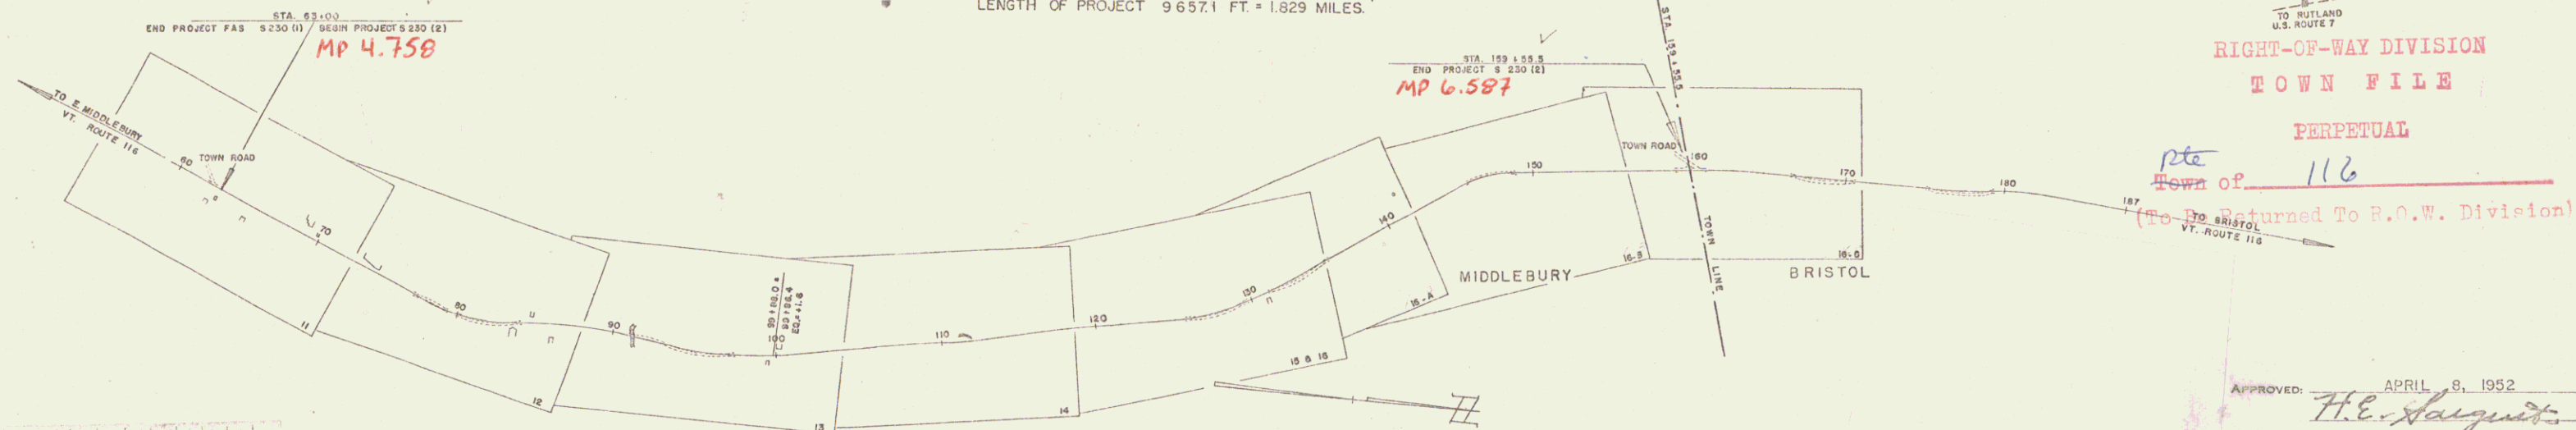 LENGTH OF PROJECT 9657.1 FT. = 1.829 MILES.
STA. 63+00
END PROJECT FAS S230 (1) BEGIN PROJECT S 230 (2)
MP 4.758
TO E. MIDDLEBURY
VT. ROUTE 116
60
TOWN ROAD
70
80
90
100
110
120
130
140
150
160
170
180
187
11
12
13
14
15 & 16
16-A
16-B
STA. 159+55.5
END PROJECT S 230 (2)
MP 6.587
STA. 159+55.5
TOWN ROAD
TOWN LINE
MIDDLEBURY
BRISTOL
TO BRISTOL
VT. ROUTE 116
TO RUTLAND
U.S. ROUTE 7
RIGHT-OF-WAY DIVISION
TOWN FILE
PERPETUAL
Rte
Town of 116
(To Be Returned To R.O.W. Division)
APPROVED: APRIL 8, 1952
H.E. Sargent